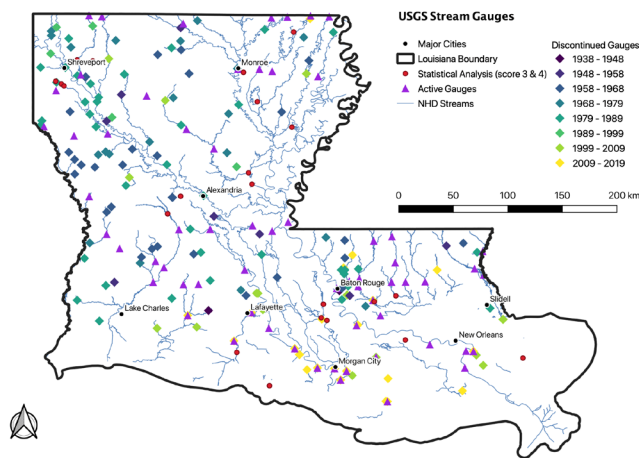 USGS Stream Gauges
Major Cities
Louisiana Boundary
Statistical Analysis (score 3 & 4)
Active Gauges
NHD Streams
Discontinued Gauges
1938 - 1948
1948 - 1958
1958 - 1968
1968 - 1979
1979 - 1989
1989 - 1999
1999 - 2009
2009 - 2019
0 50 100 150 200 km
Shreveport
Monroe
Alexandria
Baton Rouge
Slidell
Lake Charles
Lafayette
New Orleans
Morgan City